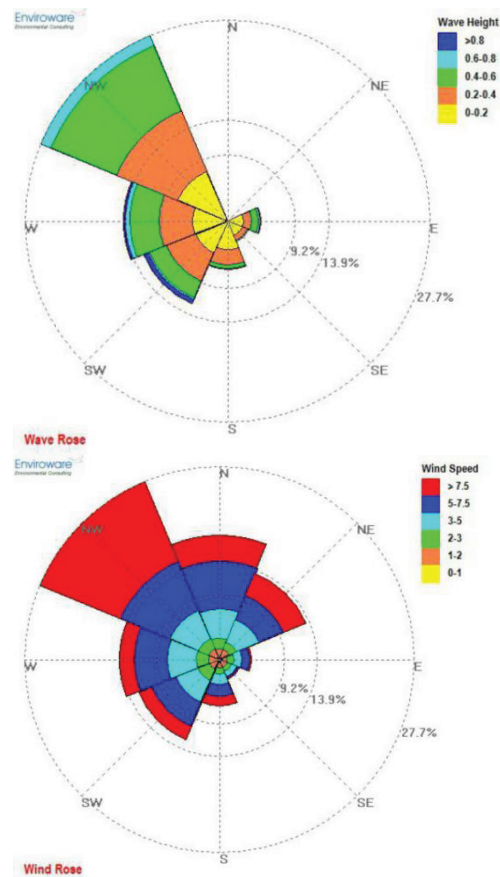 Enviroware
Environmental Consulting
Wave Height
>0.8
0.6-0.8
0.4-0.6
0.2-0.4
0-0.2
N
NW
NE
W
E
9.2%
13.9%
27.7%
SW
SE
S
Wave Rose
Enviroware
Environmental Consulting
Wind Speed
> 7.5
5-7.5
3-5
2-3
1-2
0-1
N
NW
NE
W
E
9.2%
13.9%
27.7%
SW
SE
S
Wind Rose